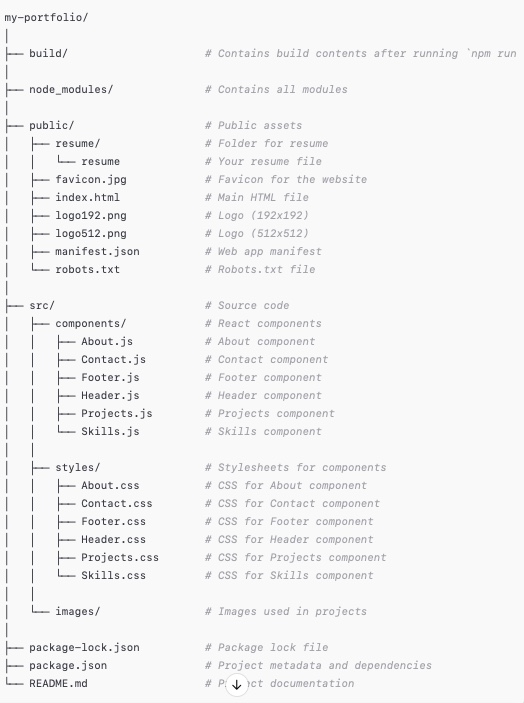 my-portfolio/
│
├── build/ # Contains build contents after running `npm run
│
├── node_modules/ # Contains all modules
│
├── public/ # Public assets
│   ├── resume/ # Folder for resume
│   │   └── resume # Your resume file
│   ├── favicon.jpg # Favicon for the website
│   ├── index.html # Main HTML file
│   ├── logo192.png # Logo (192x192)
│   ├── logo512.png # Logo (512x512)
│   ├── manifest.json # Web app manifest
│   └── robots.txt # Robots.txt file
│
├── src/ # Source code
│   ├── components/ # React components
│   │   ├── About.js # About component
│   │   ├── Contact.js # Contact component
│   │   ├── Footer.js # Footer component
│   │   ├── Header.js # Header component
│   │   ├── Projects.js # Projects component
│   │   └── Skills.js # Skills component
│   │
│   ├── styles/ # Stylesheets for components
│   │   ├── About.css # CSS for About component
│   │   ├── Contact.css # CSS for Contact component
│   │   ├── Footer.css # CSS for Footer component
│   │   ├── Header.css # CSS for Header component
│   │   ├── Projects.css # CSS for Projects component
│   │   └── Skills.css # CSS for Skills component
│   │
│   └── images/ # Images used in projects
│
├── package-lock.json # Package lock file
├── package.json # Project metadata and dependencies
└── README.md # documentation